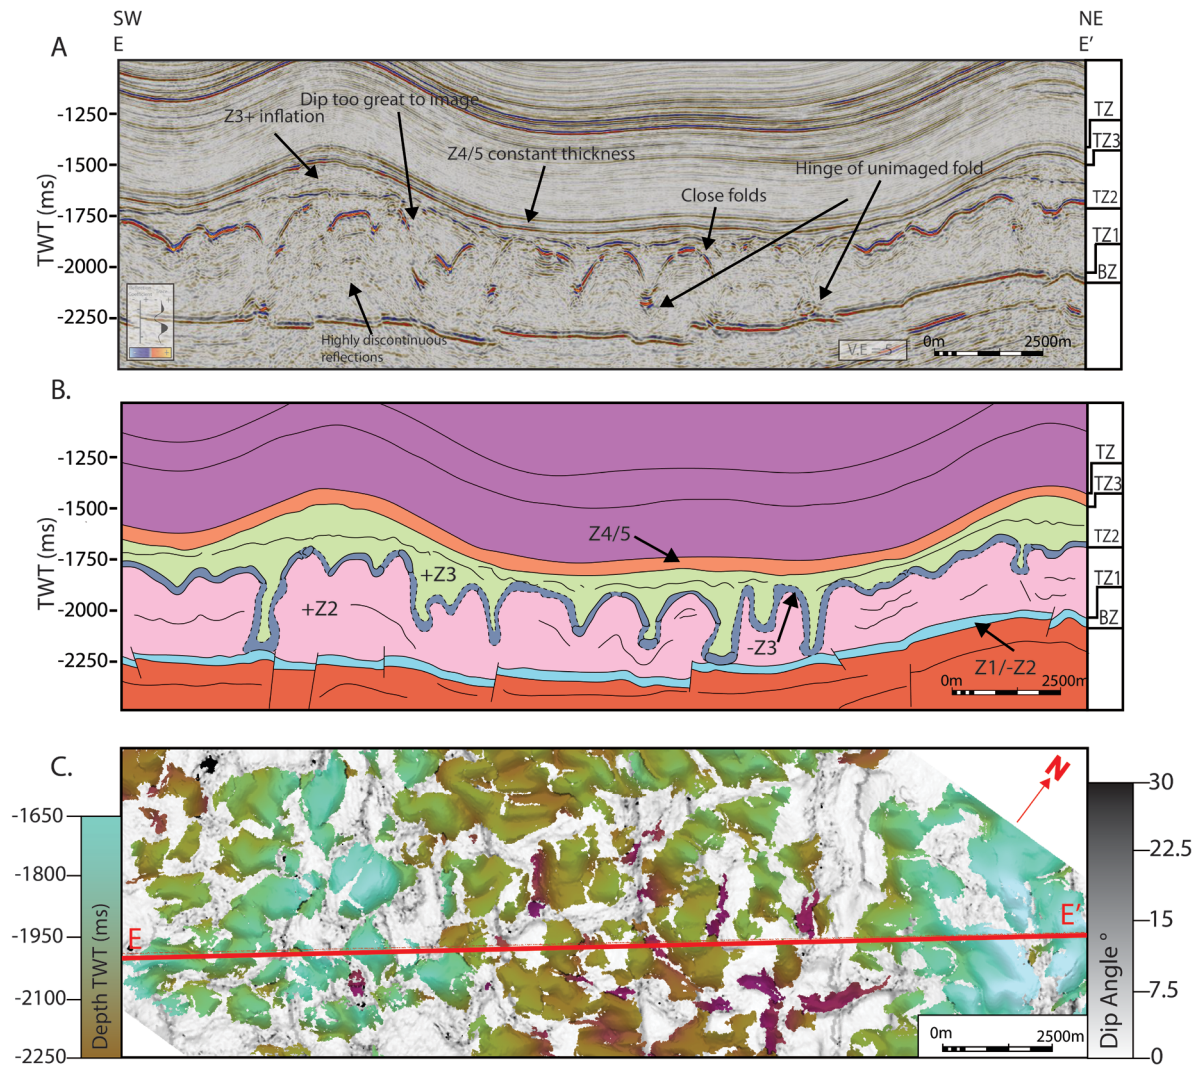 SW
NE
A
E
E’
Dip too great to image
Z3+ inflation
Z4/5 constant thickness
Hinge of unimaged fold
Close folds
Highly discontinuous
reflections
TWT (ms)
-1250
-1500
-1750
-2000
-2250
TZ
TZ3
TZ2
TZ1
BZ
V.E
5
0m
2500m
B.
TWT (ms)
-1250
-1500
-1750
-2000
-2250
Z4/5
+Z3
+Z2
-Z3
Z1/-Z2
TZ
TZ3
TZ2
TZ1
BZ
0m
2500m
C.
-1650
-1800
-1950
-2100
-2250
Depth TWT (ms)
E
E’
N
30
22.5
15
7.5
0
Dip Angle °
0m
2500m